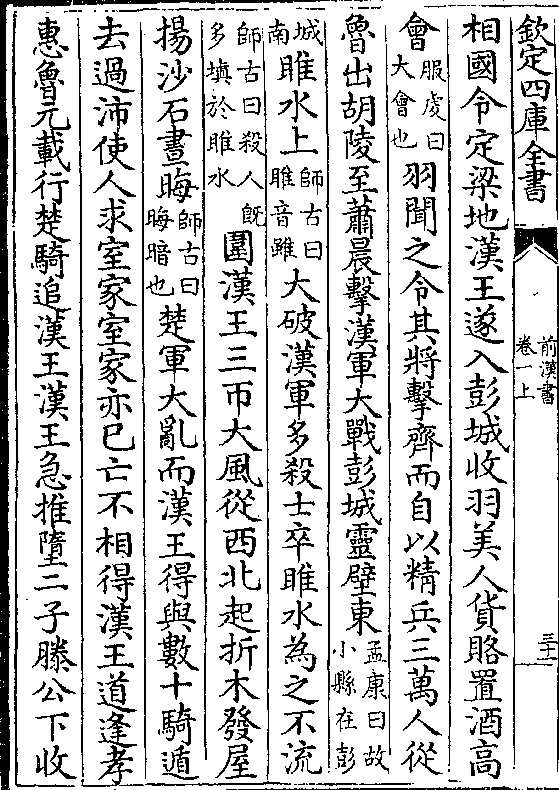 欽定四庫全書
前漢書
卷一上
三十一
相國令定梁地漢王遂入彭城收羽美人貨賂置酒高
會服虔曰大會也羽聞之令其將擊齊而自以精兵三萬人從
魯出胡陵至蕭晨擊漢軍大戰彭城靈壁東孟康曰故小縣在彭
城南睢水上師古曰睢音雖大破漢軍多殺士卒睢水為之不流
師古曰殺人既多填於睢水圍漢王三帀大風從西北起折木發屋
揚沙石晝晦師古曰晦暗也楚軍大亂而漢王得與數十騎遁
去過沛使人求室家室家亦已亡不相得漢王道逢孝
惠魯元載行楚騎追漢王漢王急推墮二子滕公下收